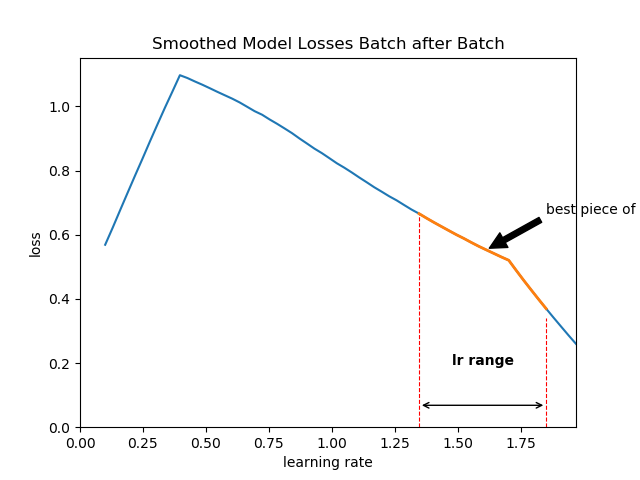 Smoothed Model Losses Batch after Batch
1.0
0.8
0.6
0.4
0.2
0.0
loss
best piece of
lr range
0.00 0.25 0.50 0.75 1.00 1.25 1.50 1.75
learning rate